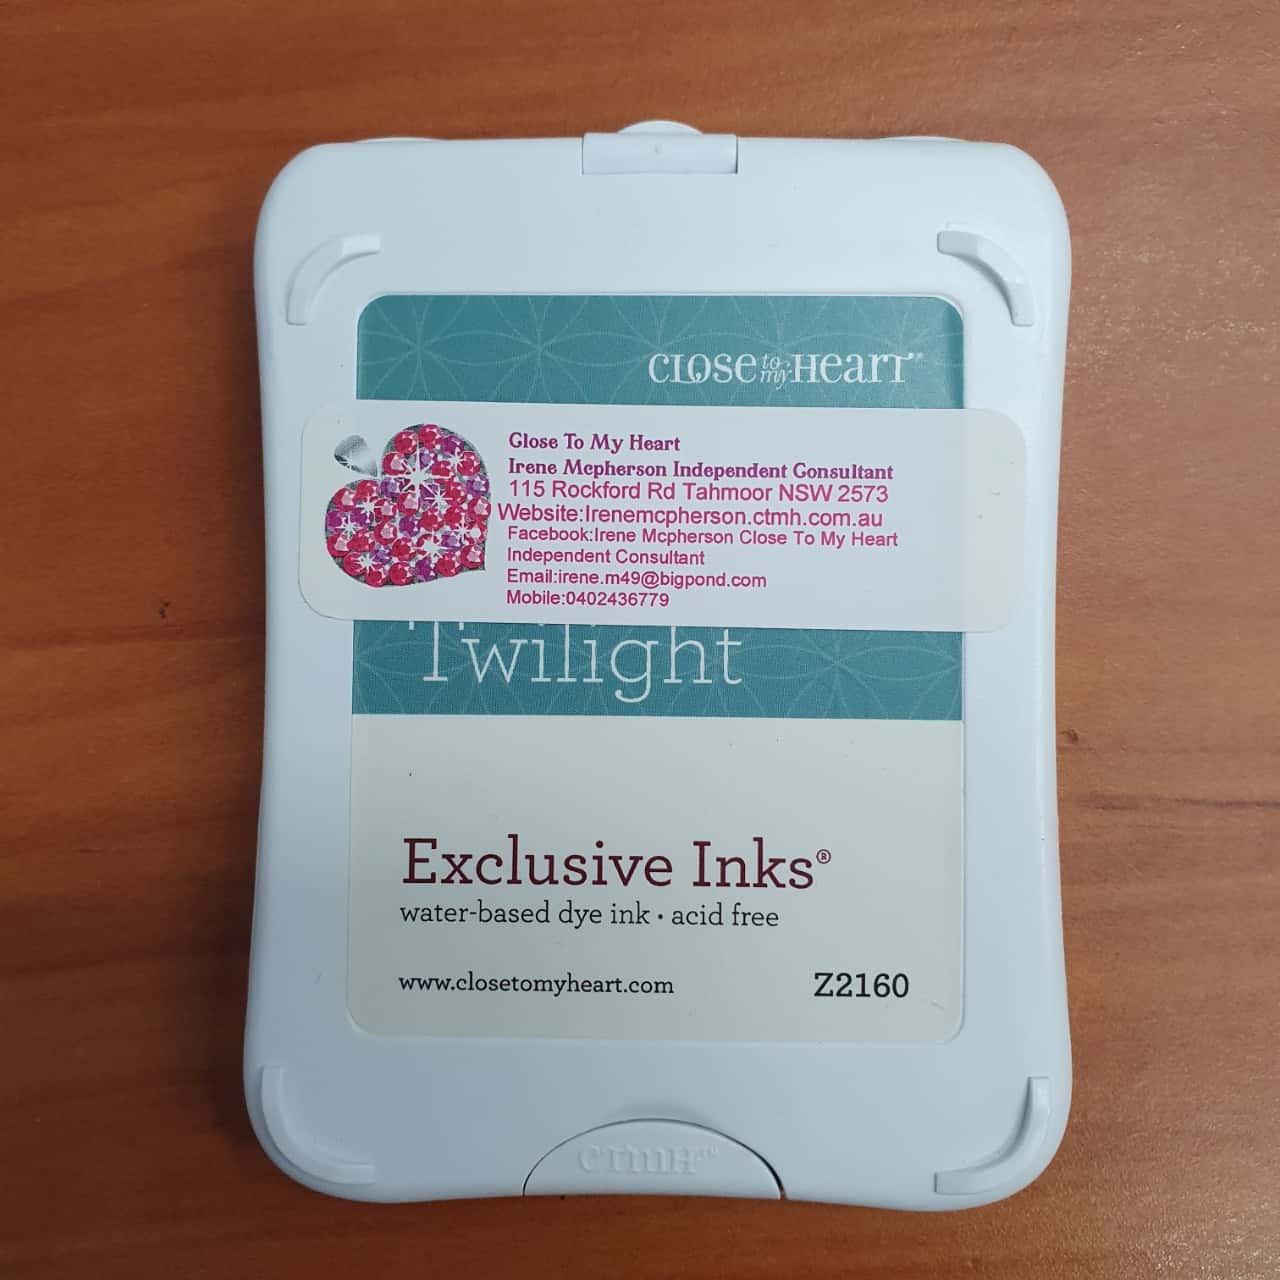 CLOSE to my HEART®
Close To My Heart
Irene Mcpherson Independent Consultant
115 Rockford Rd Tahmoor NSW 2573
Website:Irenemcpherson.ctmh.com.au
Facebook:Irene Mcpherson Close To My Heart
Independent Consultant
Email:irene.m49@bigpond.com
Mobile:0402436779
Twilight
Exclusive Inks®
water-based dye ink • acid free
www.closetomyheart.com Z2160
CTMH™